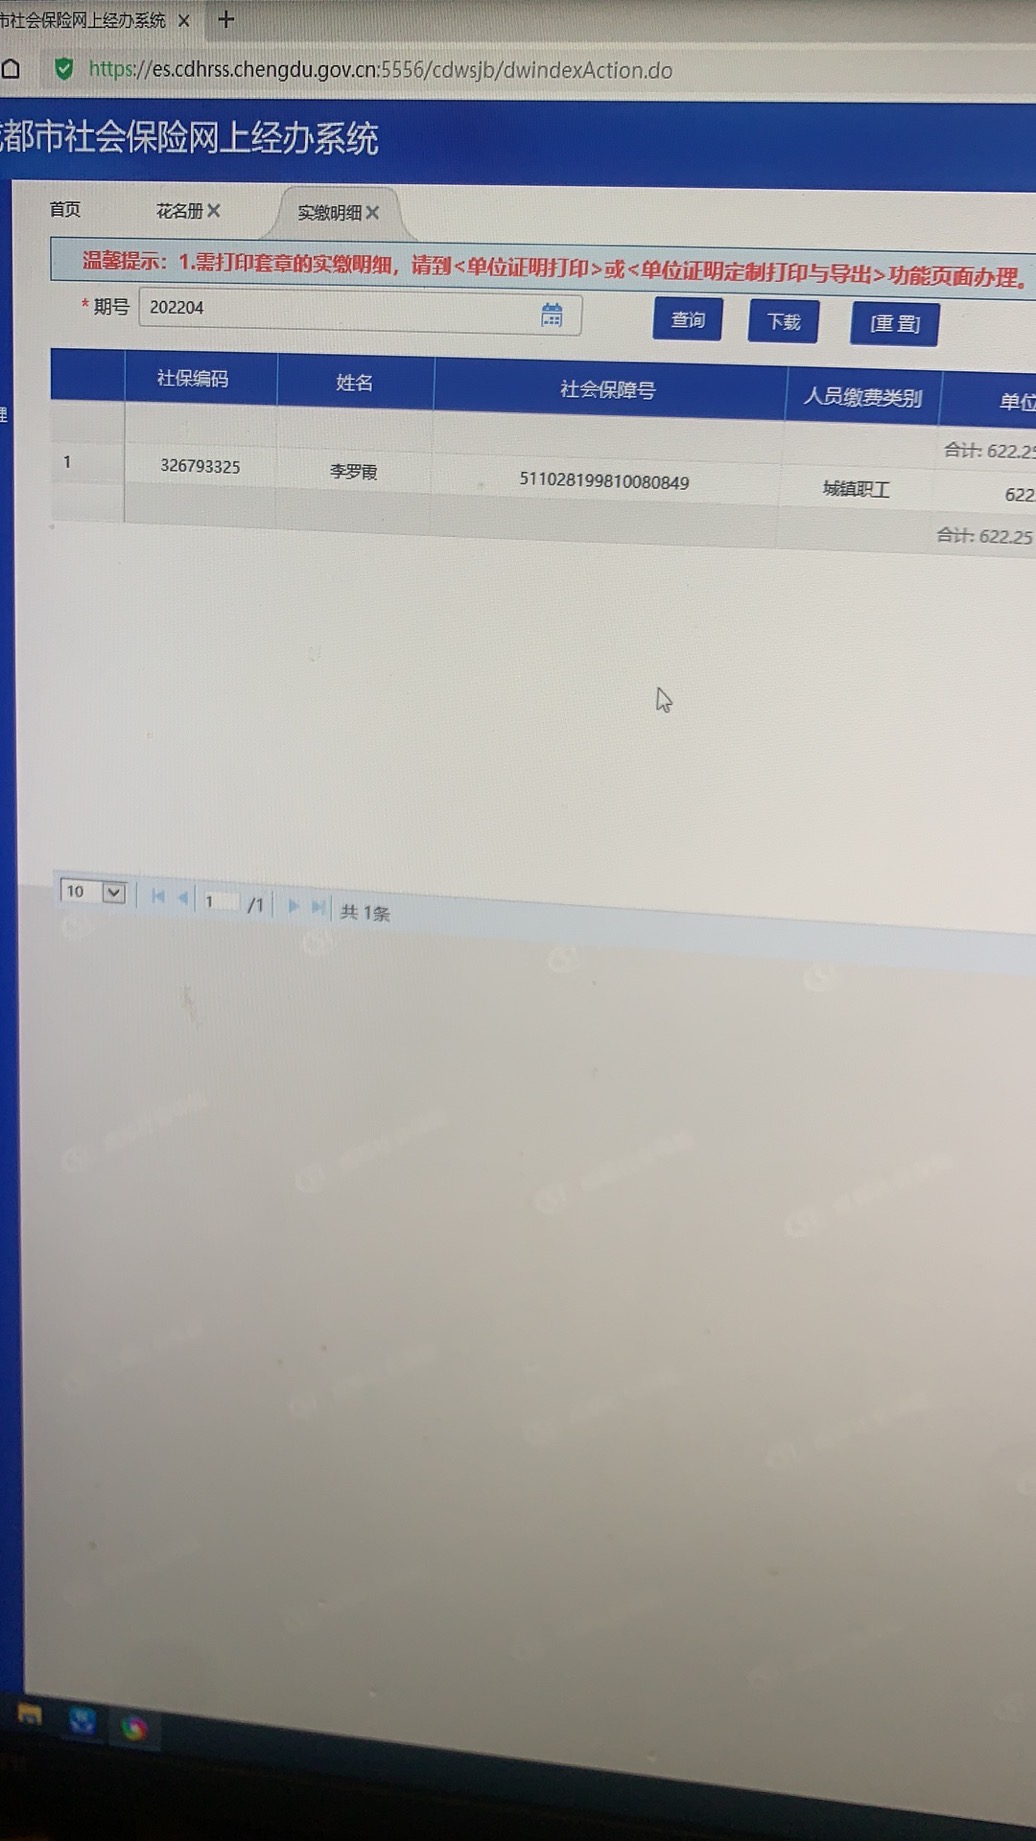 市社会保险网上经办系统 × +
https://es.cdhrss.chengdu.gov.cn:5556/cdwsjb/dwindexAction.do
都市社会保险网上经办系统
首页 花名册× 实缴明细×
温馨提示：1.需打印套章的实缴明细，请到<单位证明打印>或<单位证明定制打印与导出>功能页面办理。
* 期号 202204 查询 下载 [重 置]
社保编码 姓名 社会保障号 人员缴费类别 单位
理
合计: 622.25
1 326793325 李罗霞 511028199810080849 城镇职工 622
合计: 622.25
10 1 /1 共 1条